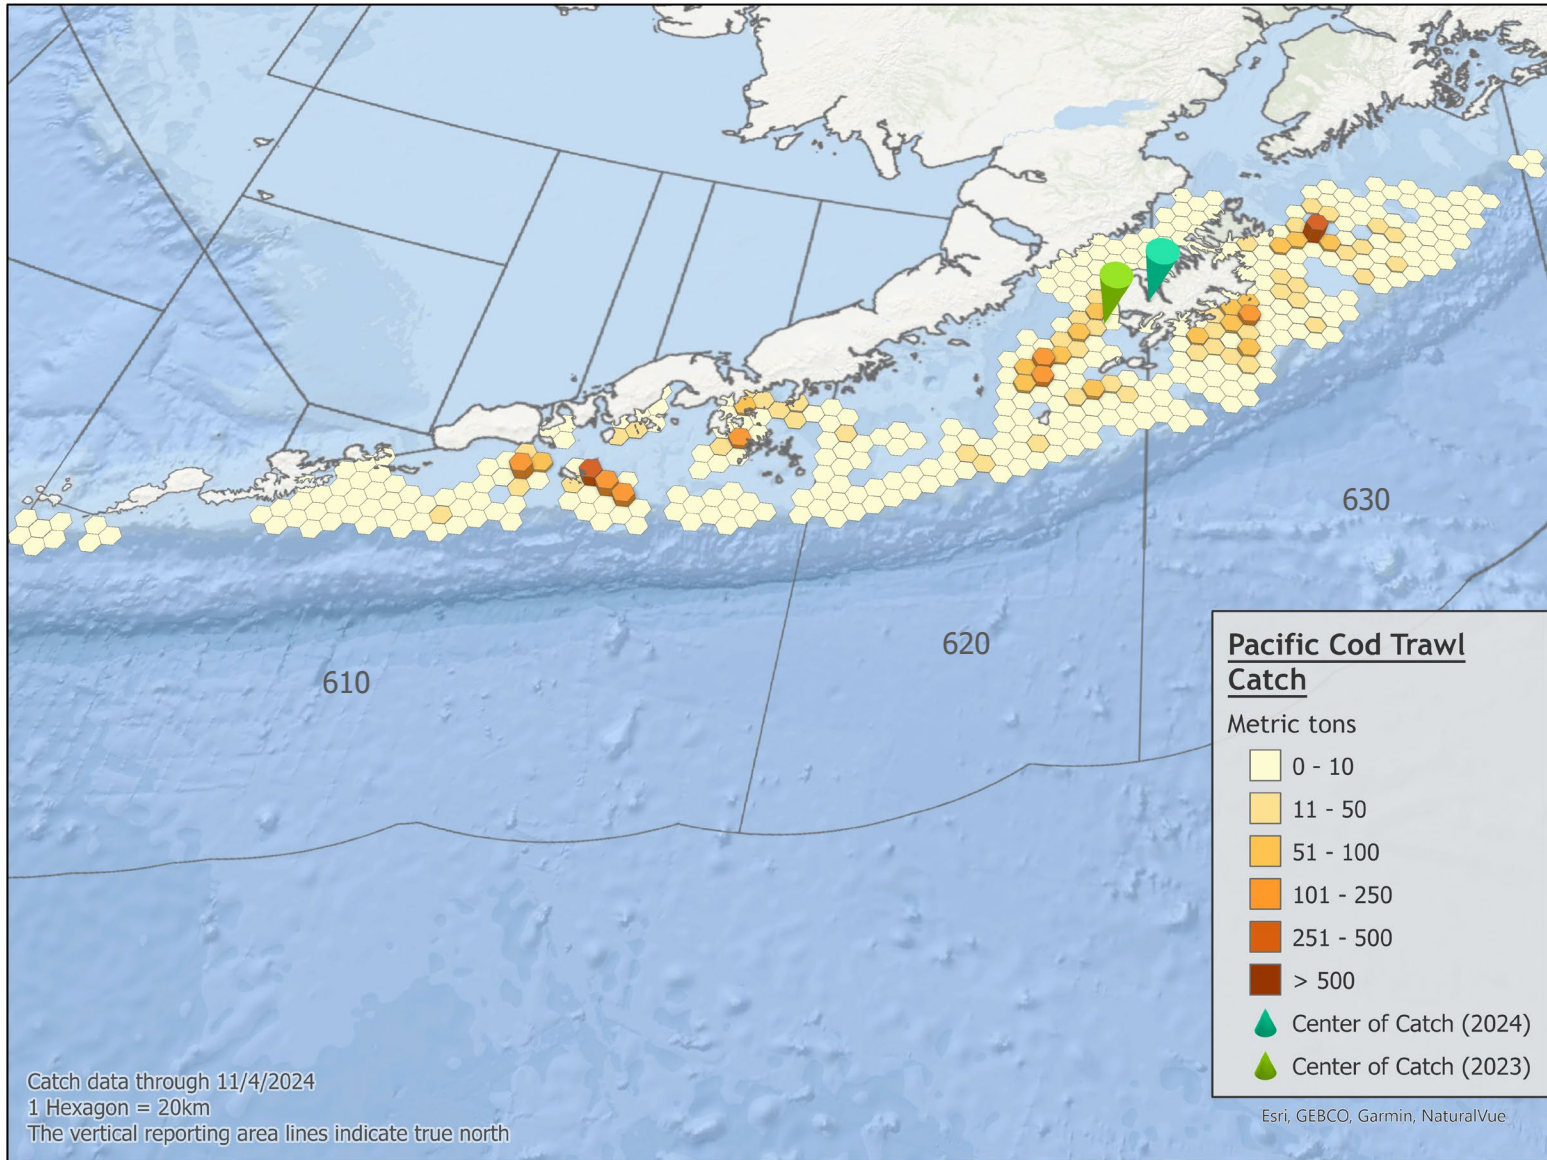 630
620
610
Pacific Cod Trawl
Catch
Metric tons
0 - 10
11 - 50
51 - 100
101 - 250
251 - 500
> 500
Center of Catch (2024)
Center of Catch (2023)
Catch data through 11/4/2024
1 Hexagon = 20km
The vertical reporting area lines indicate true north
Esri, GEBCO, Garmin, NaturalVue